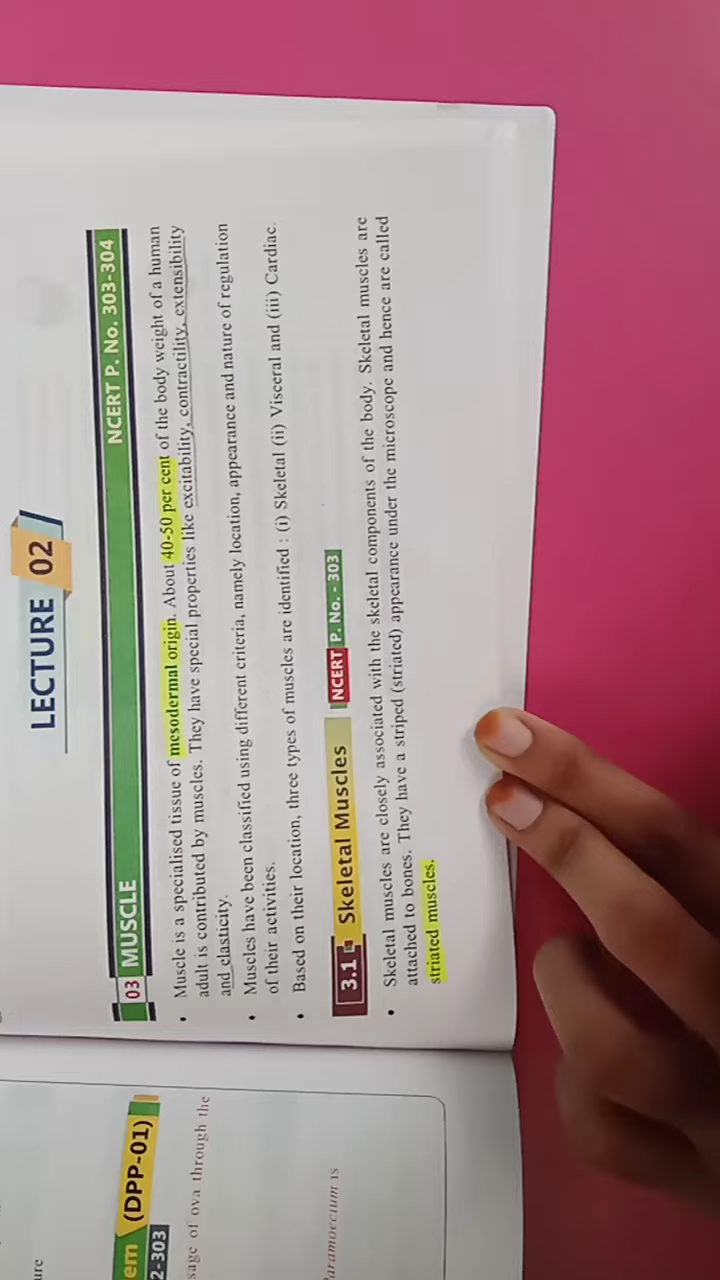 LECTURE 02
03 MUSCLE NCERT P. No. 303-304
• Muscle is a specialised tissue of mesodermal origin. About 40-50 per cent of the body weight of a human
adult is contributed by muscles. They have special properties like excitability, contractility, extensibility
and elasticity.
• Muscles have been classified using different criteria, namely location, appearance and nature of regulation
of their activities.
• Based on their location, three types of muscles are identified : (i) Skeletal (ii) Visceral and (iii) Cardiac.
3.1 Skeletal Muscles NCERT P. No. - 303
• Skeletal muscles are closely associated with the skeletal components of the body. Skeletal muscles are
attached to bones. They have a striped (striated) appearance under the microscope and hence are called
striated muscles.
ure
em (DPP-01)
2-303
sage of ova through the
Paramoecium is